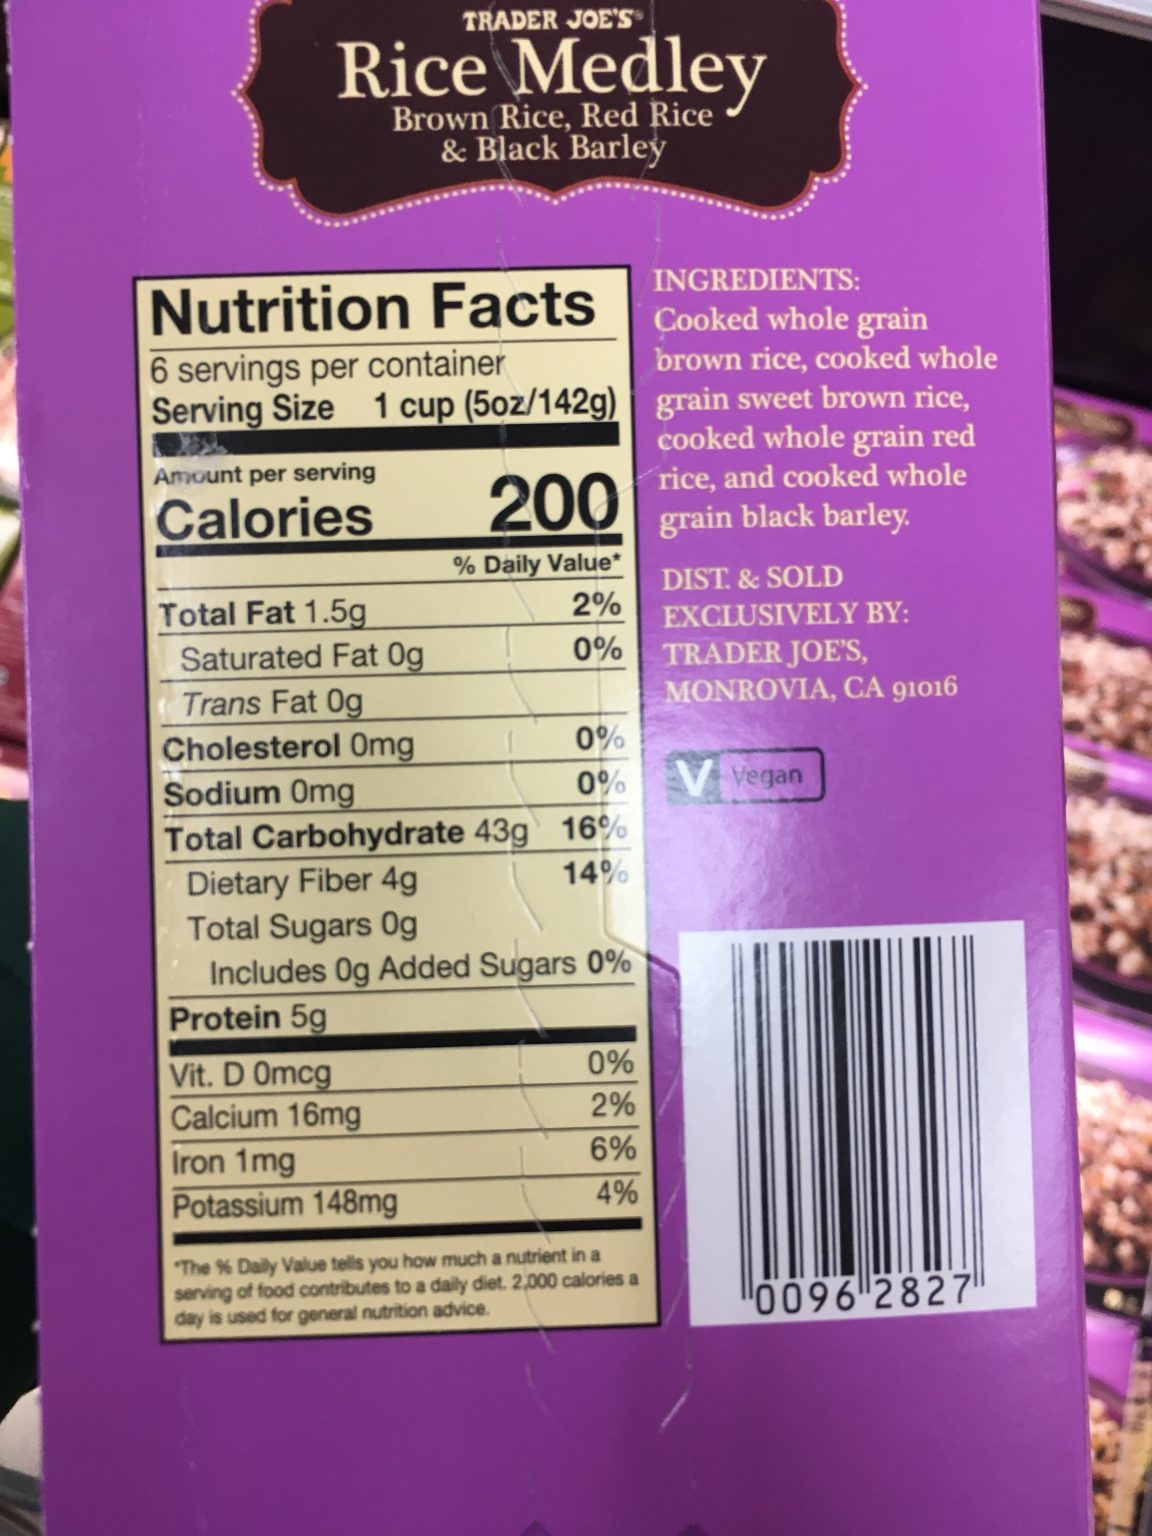 TRADER JOE'S®
Rice Medley
Brown Rice, Red Rice
& Black Barley
Nutrition Facts
6 servings per container
Serving Size 1 cup (5oz/142g)
Amount per serving
Calories 200
% Daily Value*
Total Fat 1.5g 2%
Saturated Fat 0g 0%
Trans Fat 0g
Cholesterol 0mg 0%
Sodium 0mg 0%
Total Carbohydrate 43g 16%
Dietary Fiber 4g 14%
Total Sugars 0g
Includes 0g Added Sugars 0%
Protein 5g
Vit. D 0mcg 0%
Calcium 16mg 2%
Iron 1mg 6%
Potassium 148mg 4%
*The % Daily Value tells you how much a nutrient in a
serving of food contributes to a daily diet. 2,000 calories a
day is used for general nutrition advice.
INGREDIENTS:
Cooked whole grain
brown rice, cooked whole
grain sweet brown rice,
cooked whole grain red
rice, and cooked whole
grain black barley.
DIST. & SOLD
EXCLUSIVELY BY:
TRADER JOE'S,
MONROVIA, CA 91016
V Vegan
0096 2827